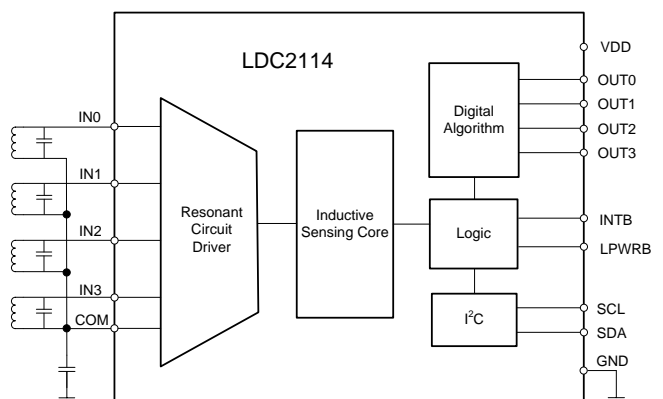 LDC2114
VDD
OUT0
OUT1
OUT2
OUT3
Digital
Algorithm
IN0
IN1
IN2
IN3
COM
Resonant
Circuit
Driver
Inductive
Sensing Core
Logic
INTB
LPWRB
I²C
SCL
SDA
GND